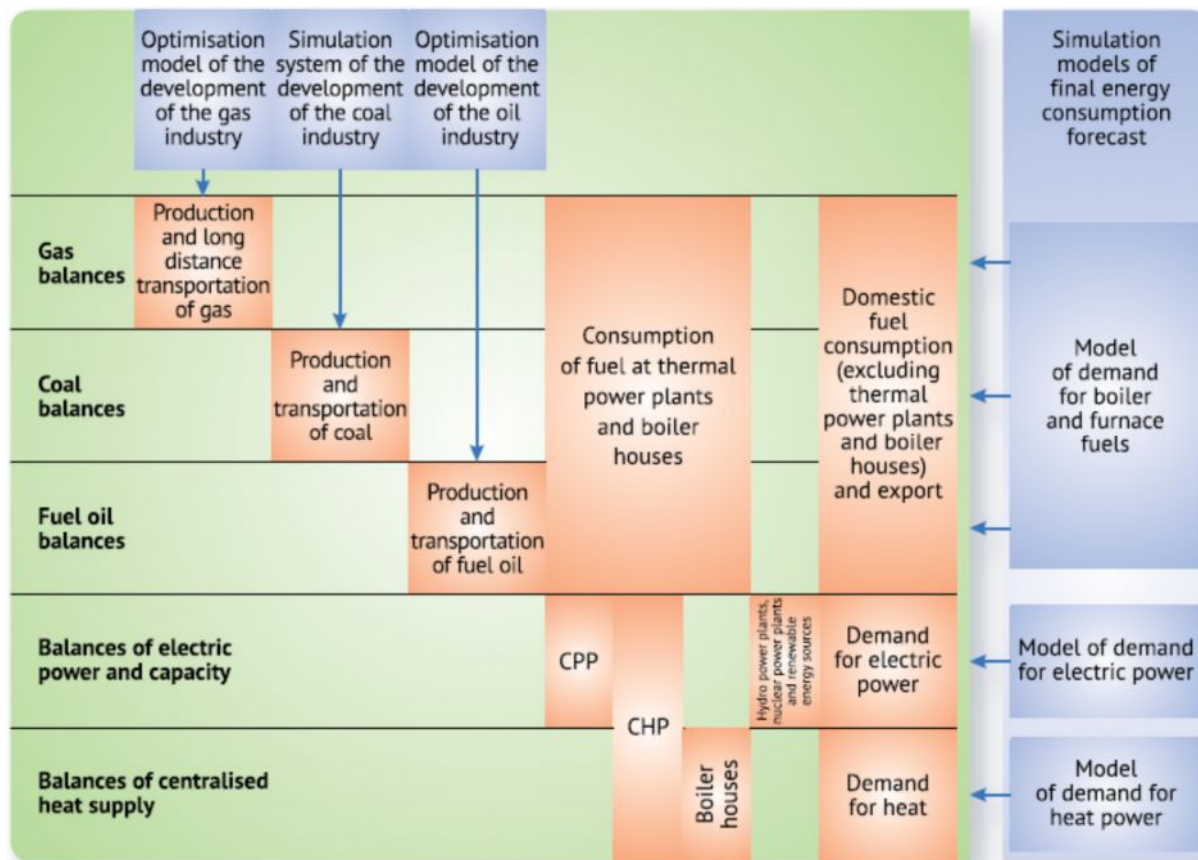 Optimisation
model of the
development
of the gas
industry
Simulation
system of the
development
of the coal
industry
Optimisation
model of the
development
of the oil
industry
Simulation
models of
final energy
consumption
forecast
Gas
balances
Production
and long
distance
transportation
of gas
Coal
balances
Production
and
transportation
of coal
Fuel oil
balances
Production
and
transportation
of fuel oil
Consumption
of fuel at thermal
power plants
and boiler
houses
Domestic
fuel
consumption
(excluding
thermal
power plants
and boiler
houses)
and export
Model
of demand
for boiler
and furnace
fuels
Balances of electric
power and capacity
CPP
CHP
Hydro power plants,
nuclear power plants
and renewable
energy sources
Demand
for electric
power
Model of demand
for electric power
Balances of centralised
heat supply
Boiler
houses
Demand
for heat
Model
of demand for
heat power